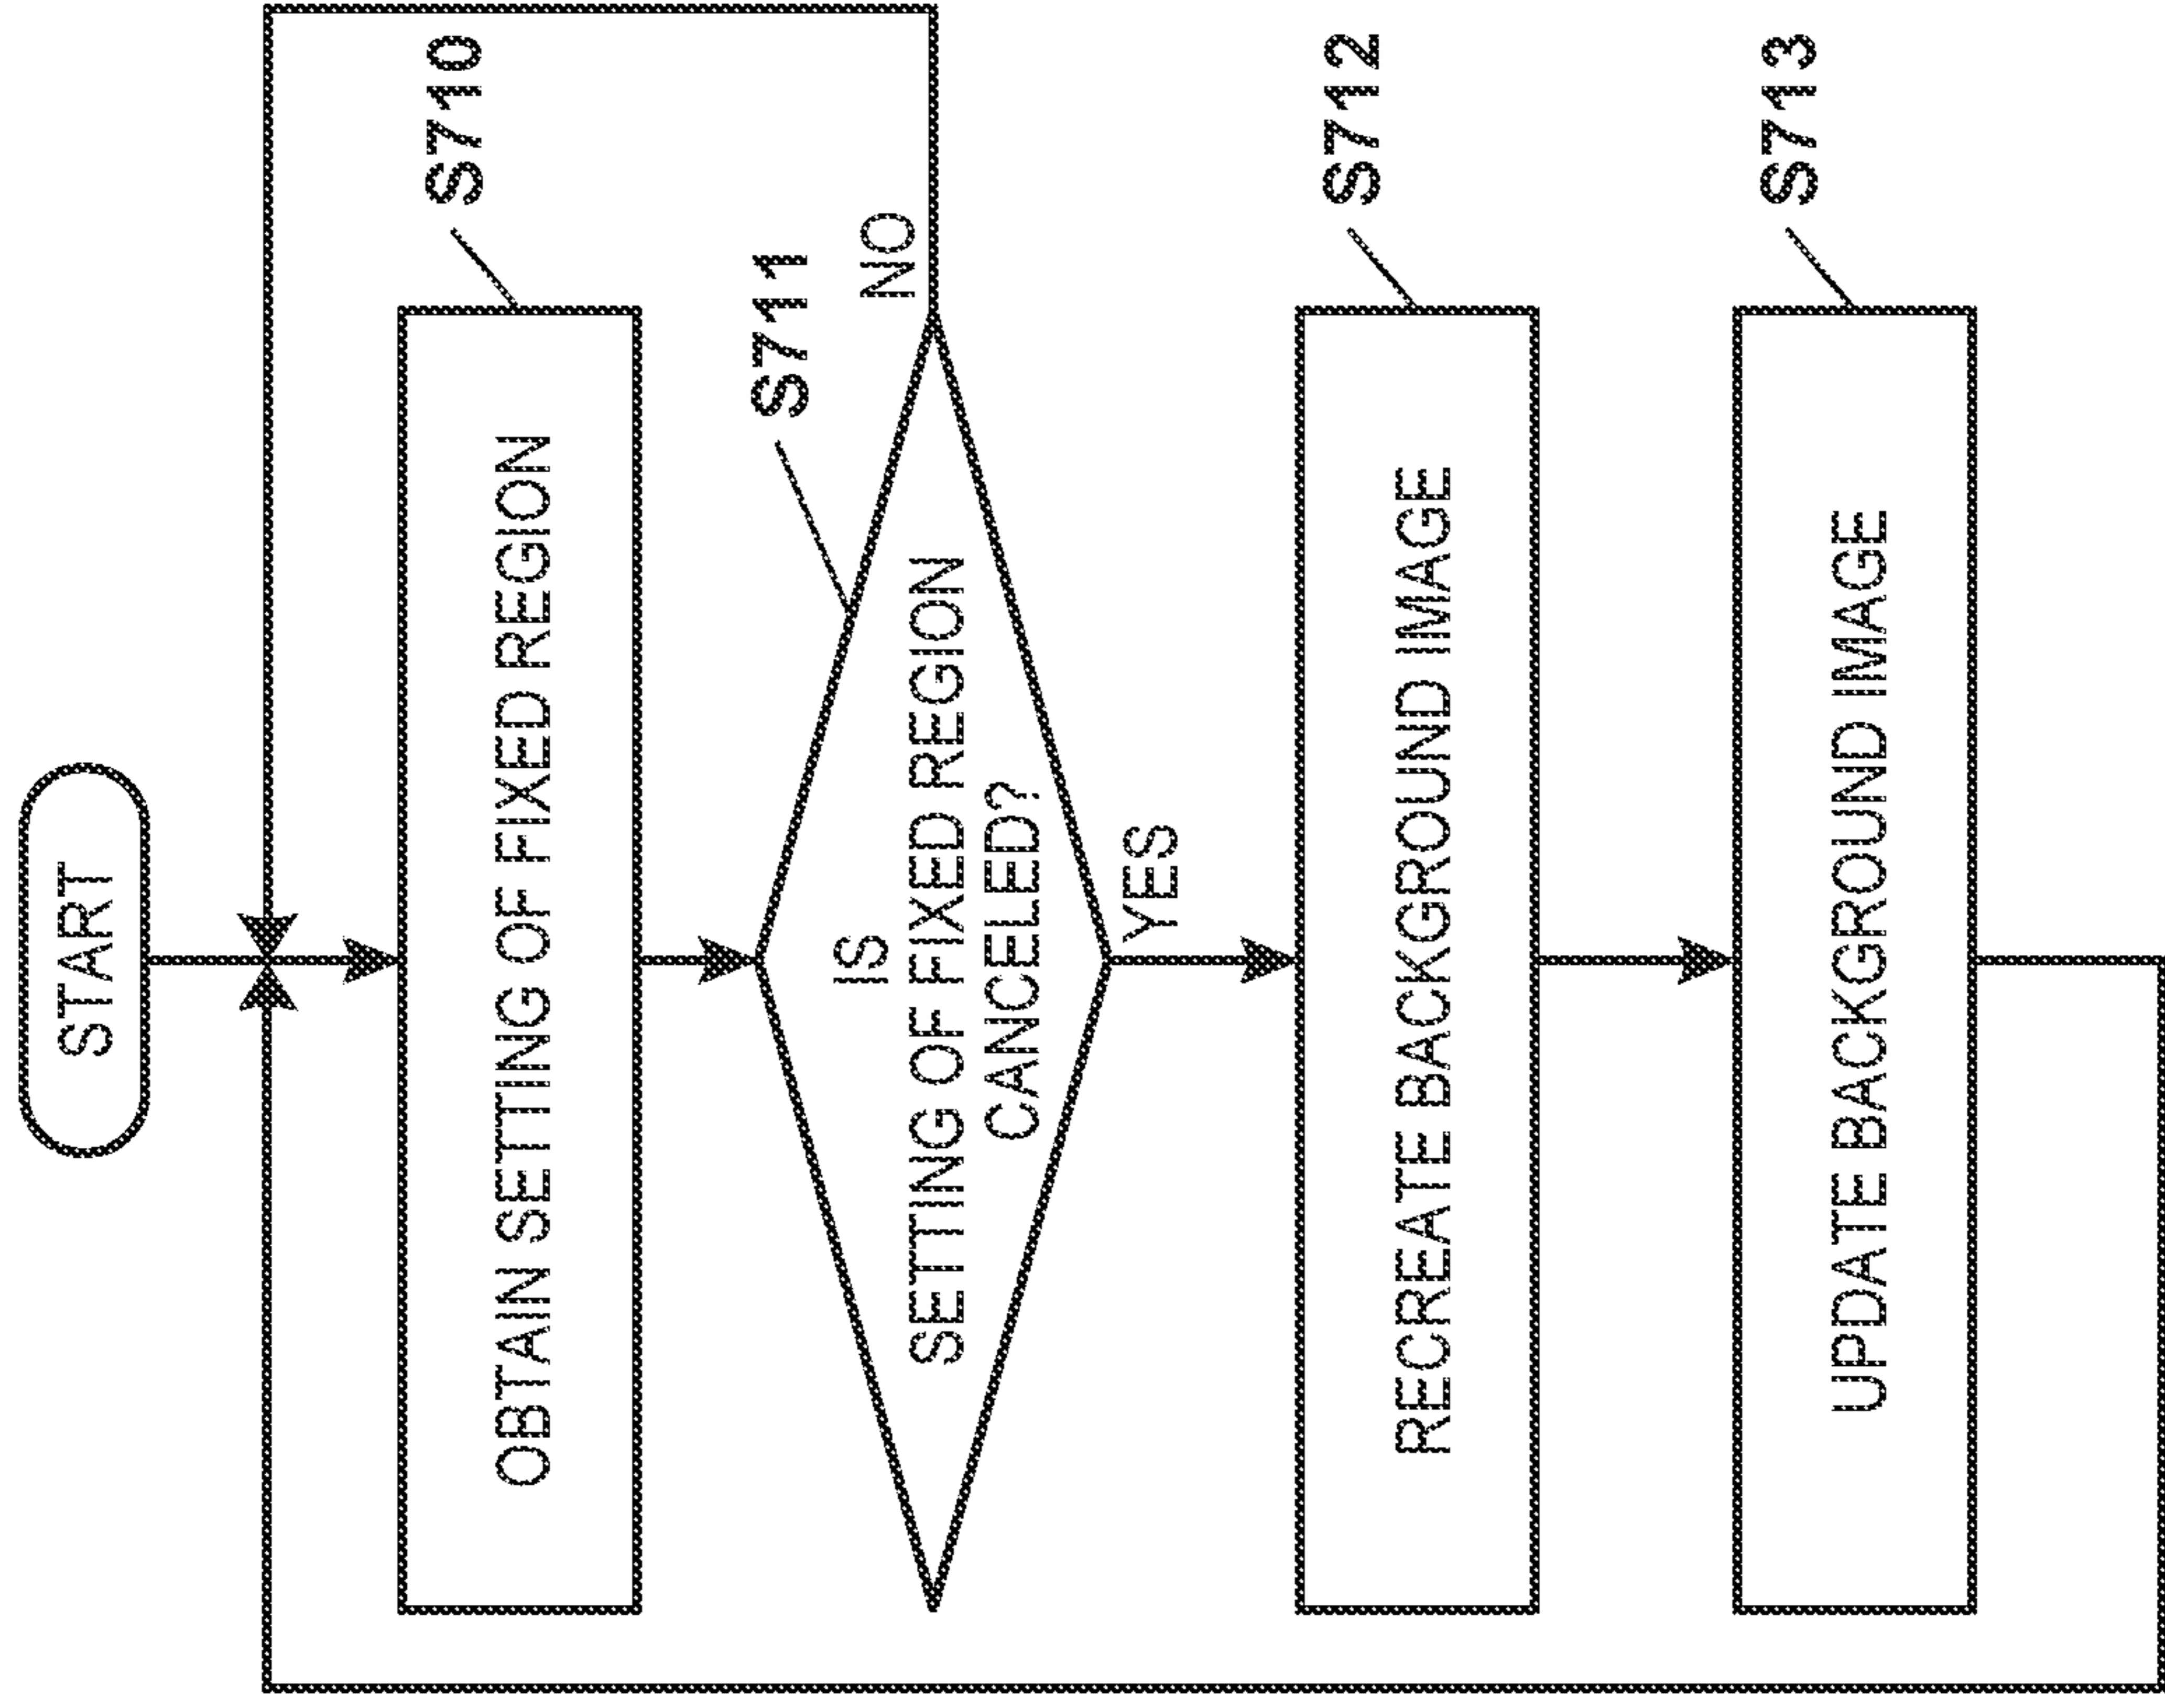 START
OBTAIN SETTING OF FIXED REGION
S710
IS
SETTING OF FIXED REGION
CANCELED?
S711
NO
YES
RECREATE BACKGROUND IMAGE
S712
UPDATE BACKGROUND IMAGE
S713